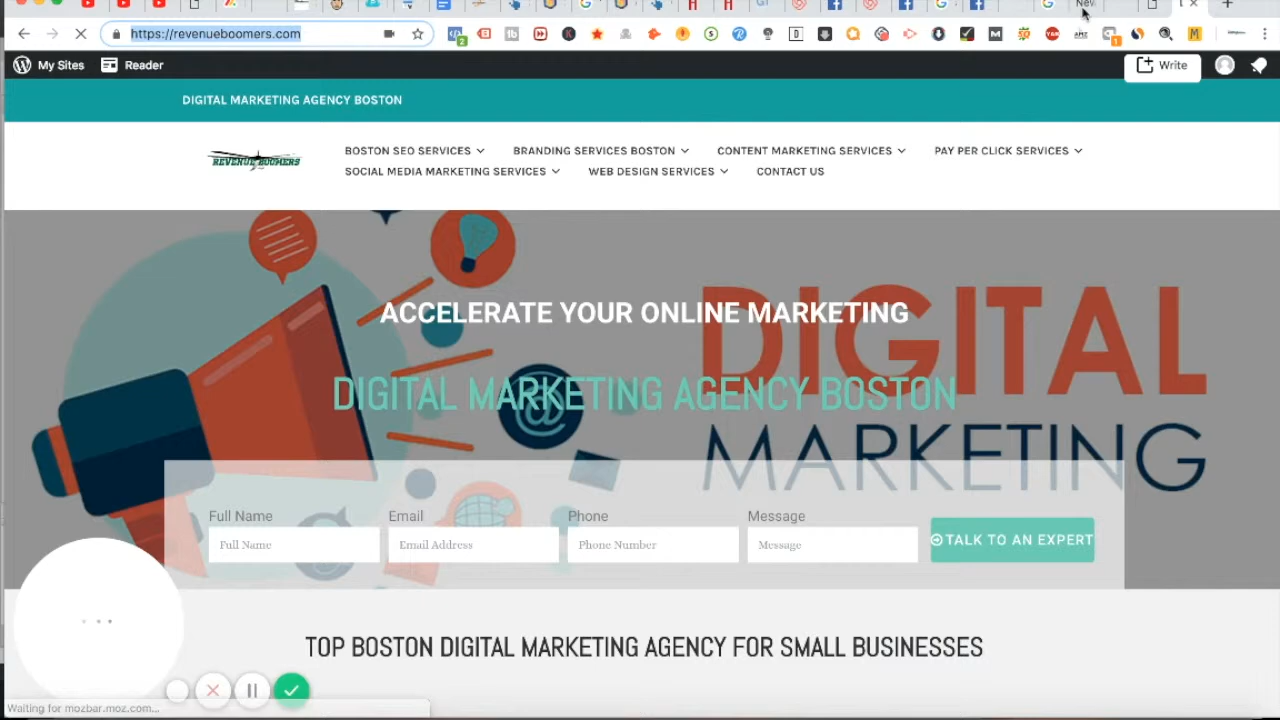 New
https://revenueboomers.com
My Sites
Reader
Write
DIGITAL MARKETING AGENCY BOSTON
REVENUE BOOMERS
BOSTON SEO SERVICES
BRANDING SERVICES BOSTON
CONTENT MARKETING SERVICES
PAY PER CLICK SERVICES
SOCIAL MEDIA MARKETING SERVICES
WEB DESIGN SERVICES
CONTACT US
ACCELERATE YOUR ONLINE MARKETING
DIGITAL MARKETING AGENCY BOSTON
DIGITAL
MARKETING
Full Name
Email
Phone
Message
Full Name
Email Address
Phone Number
Message
TALK TO AN EXPERT
TOP BOSTON DIGITAL MARKETING AGENCY FOR SMALL BUSINESSES
Waiting for mozbar.moz.com...